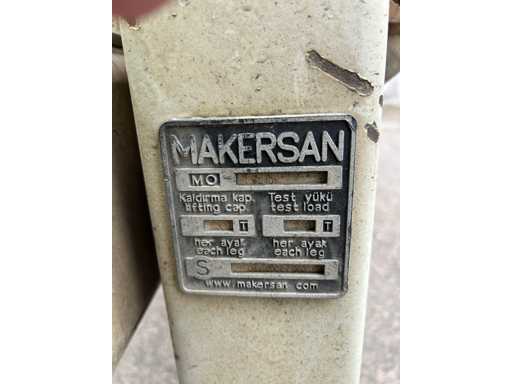 MAKERSAN
MO
Kaldırma kap. Test yükü
lifting cap. test load
T T
her ayak her ayak
each leg each leg
S
www.makersan.com